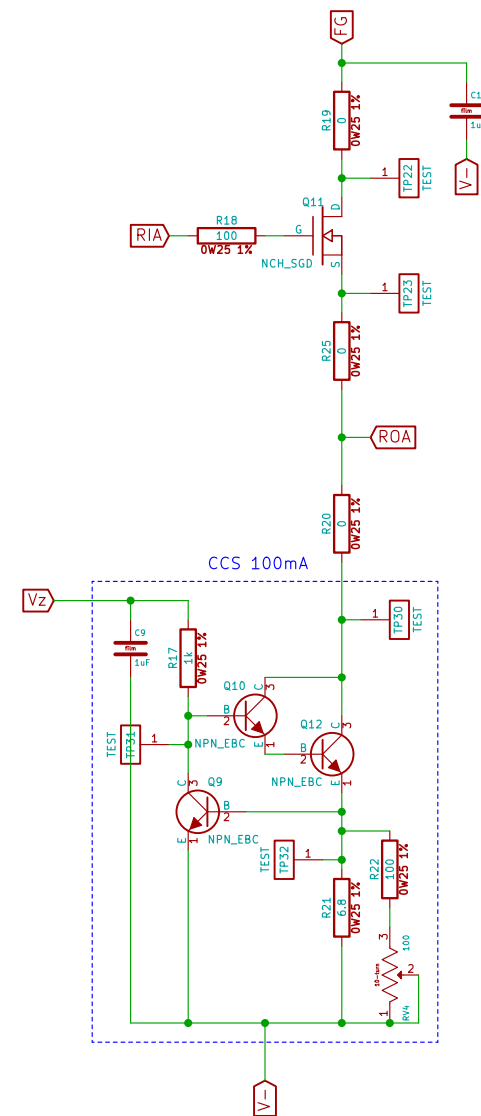 FG
C1
film
1u
V-
R19
0
0W25 1%
1
TP22
TEST
Q11
D
G
S
NCH_SGD
RIA
R18
100
0W25 1%
1
TP23
TEST
R25
0
0W25 1%
ROA
R20
0
0W25 1%
CCS 100mA
Vz
C9
film
1uF
R17
1k
0W25 1%
1
TP30
TEST
Q10
C
3
B
2
E
1
NPN_EBC
Q12
C
3
B
2
E
1
NPN_EBC
TEST
TP31
1
Q9
C
3
B
2
E
1
NPN_EBC
TEST
TP32
1
R22
100
0W25 1%
R21
6.8
0W25 1%
3
100
10-turn
2
1
RV4
V-